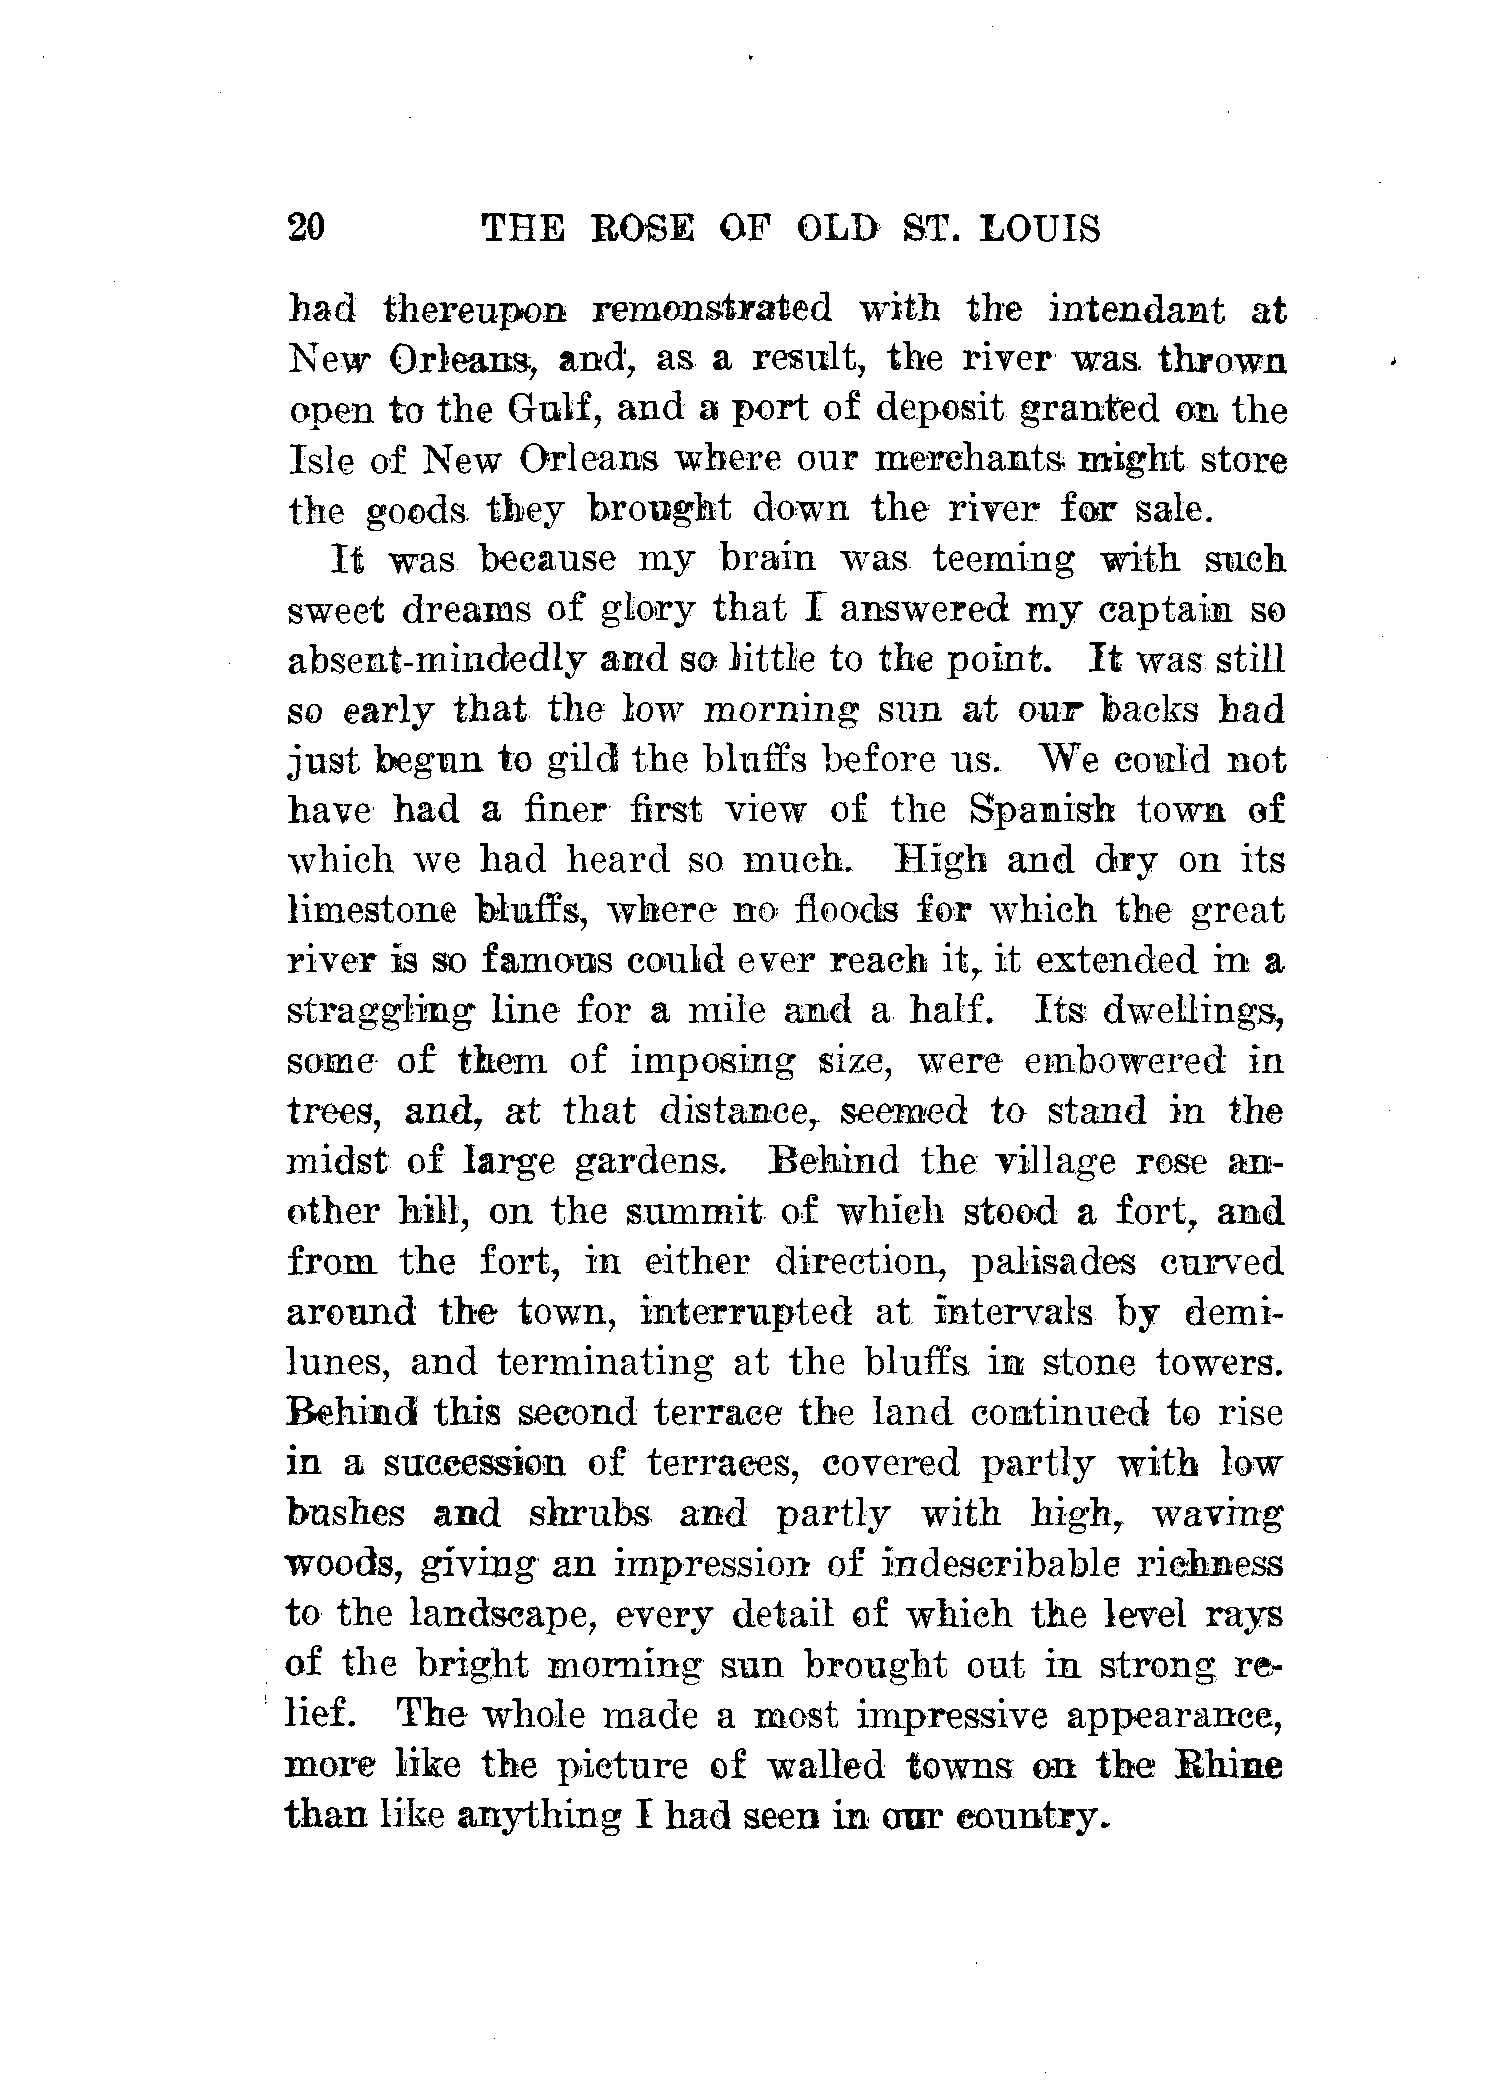 20 THE ROSE OF OLD ST. LOUIS
had thereupon remonstrated with the intendant at
New Orleans, and, as a result, the river was thrown
open to the Gulf, and a port of deposit granted on the
Isle of New Orleans where our merchants might store
the goods they brought down the river for sale.
It was because my brain was teeming with such
sweet dreams of glory that I answered my captain so
absent-mindedly and so little to the point. It was still
so early that the low morning sun at our backs had
just begun to gild the bluffs before us. We could not
have had a finer first view of the Spanish town of
which we had heard so much. High and dry on its
limestone bluffs, where no floods for which the great
river is so famous could ever reach it, it extended in a
straggling line for a mile and a half. Its dwellings,
some of them of imposing size, were embowered in
trees, and, at that distance, seemed to stand in the
midst of large gardens. Behind the village rose an-
other hill, on the summit of which stood a fort, and
from the fort, in either direction, palisades curved
around the town, interrupted at intervals by demi-
lunes, and terminating at the bluffs in stone towers.
Behind this second terrace the land continued to rise
in a succession of terraces, covered partly with low
bushes and shrubs and partly with high, waving
woods, giving an impression of indescribable richness
to the landscape, every detail of which the level rays
of the bright morning sun brought out in strong re-
lief. The whole made a most impressive appearance,
more like the picture of walled towns on the Rhine
than like anything I had seen in our country.